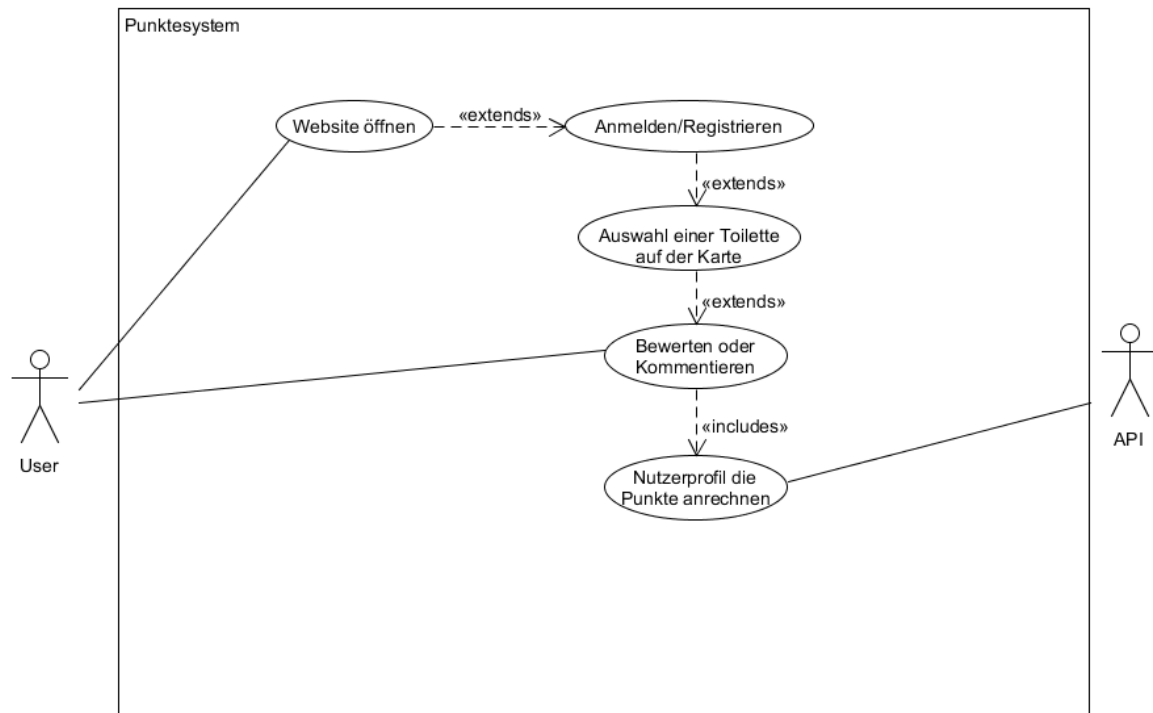 Punktesystem
Website öffnen
«extends»
Anmelden/Registrieren
«extends»
Auswahl einer Toilette
auf der Karte
«extends»
Bewerten oder
Kommentieren
«includes»
Nutzerprofil die
Punkte anrechnen
User
API